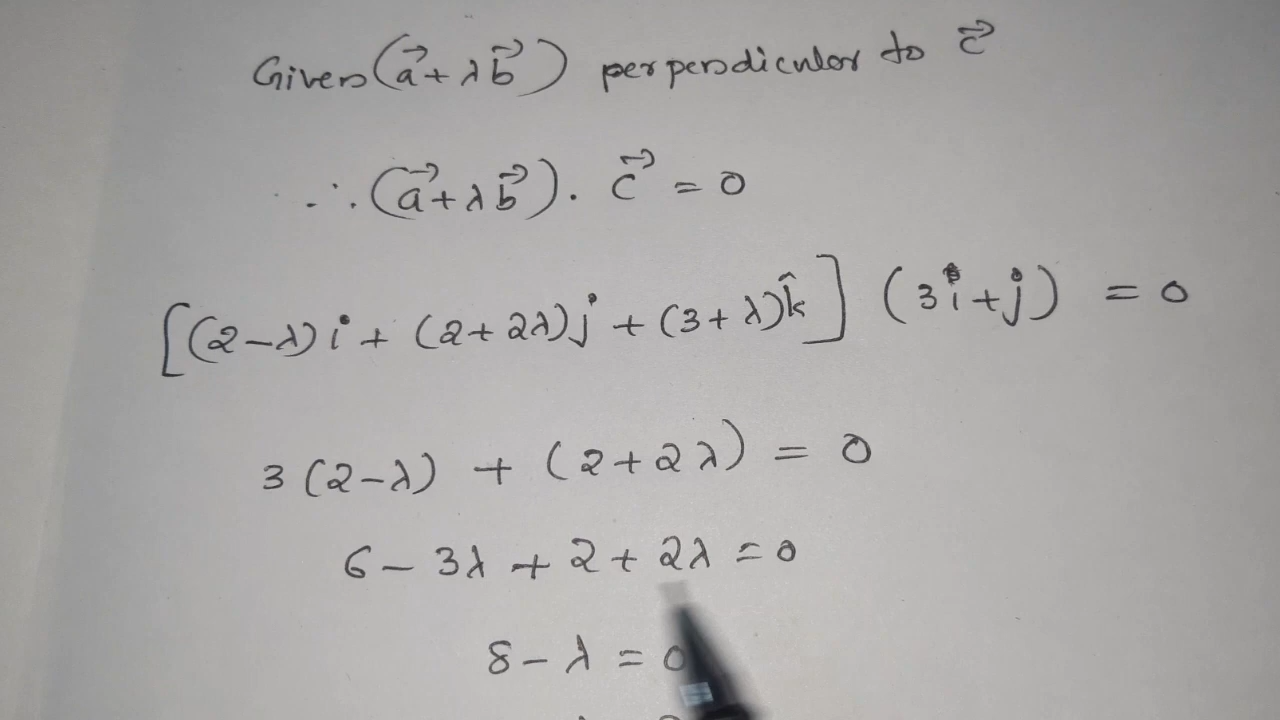 Given (a⃗ + λb⃗) perpendicular to c⃗
∴ (a⃗ + λb⃗). c⃗ = 0
[(2-λ)i + (2+2λ)j + (3+λ)k̂] (3i+j) = 0
3(2-λ) + (2+2λ) = 0
6 - 3λ + 2 + 2λ = 0
8 - λ = 0